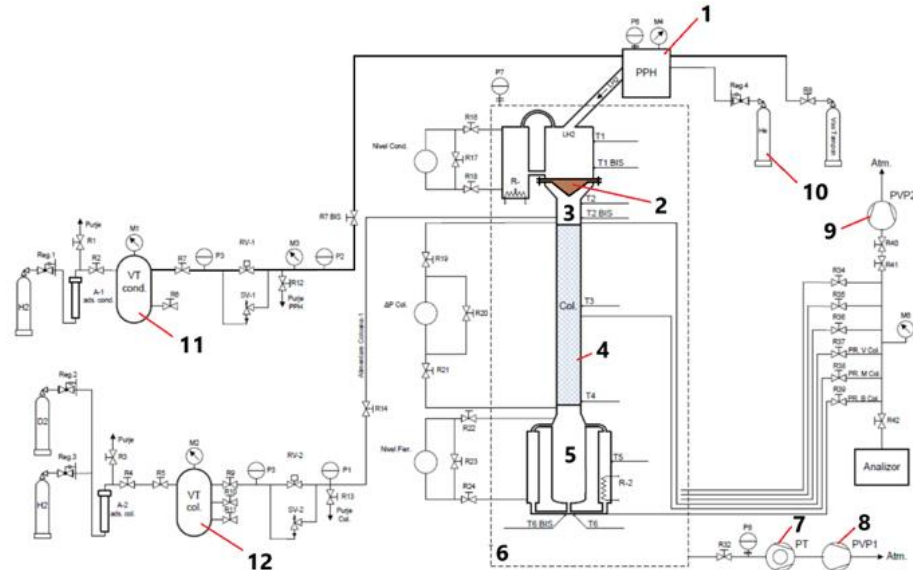 1
P8
M4
PPH
LH2
P7
Reg.4
R8
He
Vas Tampon
10
R16
Nivel Cond.
R17
R18
LH2
T1
T1 BIS
R-
2
3
T2
T2 BIS
Atm.
PVP2
9
R40
R41
R7 BIS
Purje
R1
M1
Reg.1
R2
VT
cond.
R7
P3
RV-1
M3
P2
R12
Purje
PPH
SV-1
R6
H2
A-1
ads. cond.
11
R19
ΔP Col.
R20
R21
Col.
T3
4
T4
R34
R35
R36
R37
PR. V Col.
R38
PR. M Col.
R39
PR. B Col.
M6
R42
Analizor
Reg.2
D2
Reg.3
H2
Purje
R3
R4
R5
A-2
ads. col.
M2
VT
col.
R9
P3
RV-2
P1
SV-2
R13
Purja
Col.
R14
12
R22
Nivel Fier.
R23
R24
5
T5
R-2
T6 BIS
T6
6
R32
P8
7
PT
8
PVP1
Atm.